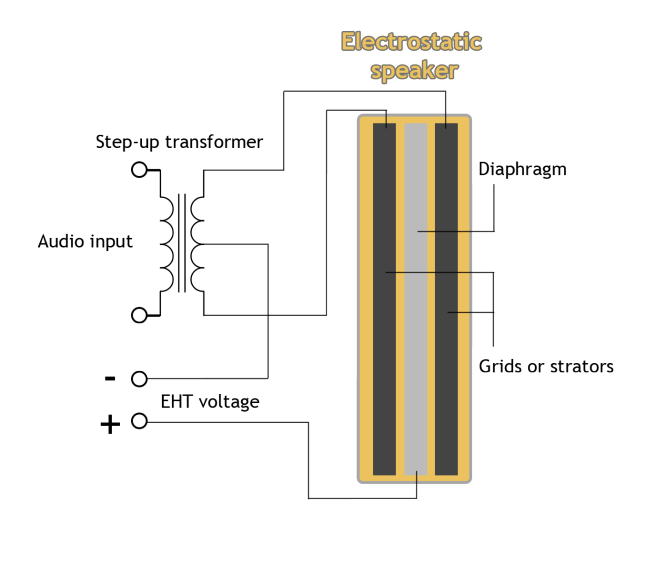 Electrostatic
speaker
Step-up transformer
Diaphragm
Audio input
Grids or strators
-
EHT voltage
+